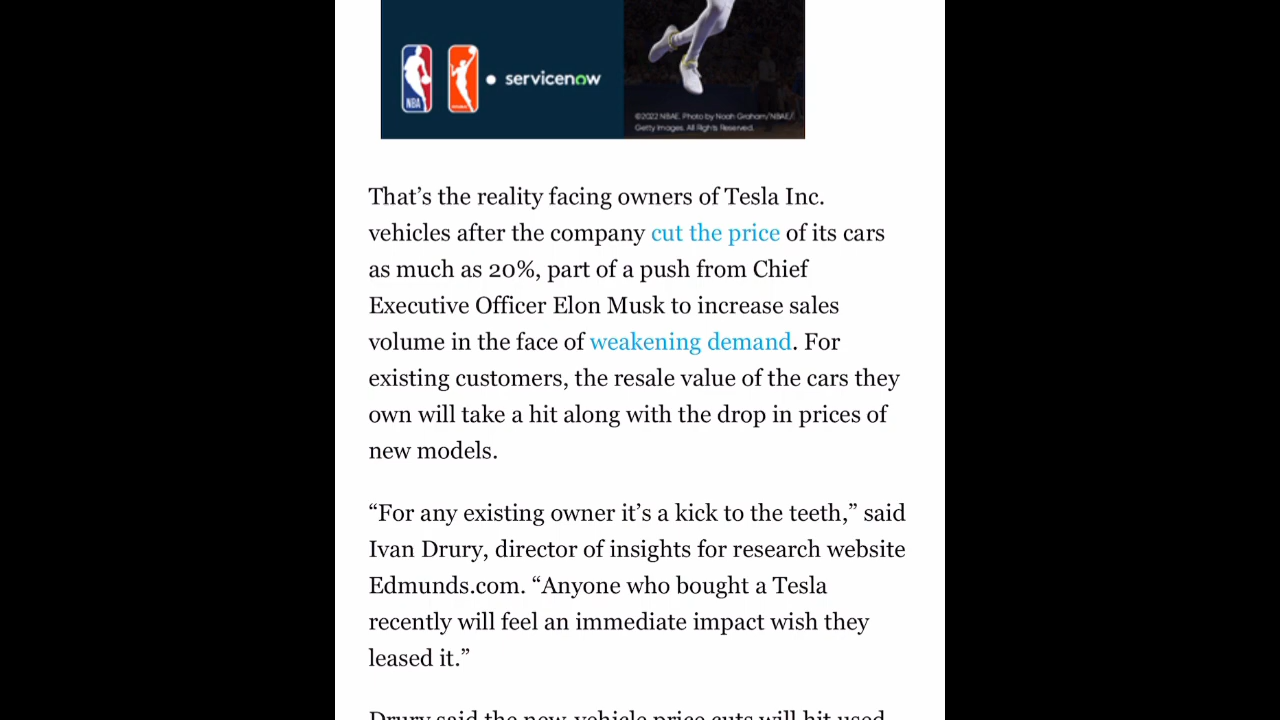 NBA
servicenow
©2022 NBAE. Photo by Noah Graham/NBAE/
Getty Images. All Rights Reserved.
That’s the reality facing owners of Tesla Inc.
vehicles after the company cut the price of its cars
as much as 20%, part of a push from Chief
Executive Officer Elon Musk to increase sales
volume in the face of weakening demand. For
existing customers, the resale value of the cars they
own will take a hit along with the drop in prices of
new models.
“For any existing owner it’s a kick to the teeth,” said
Ivan Drury, director of insights for research website
Edmunds.com. “Anyone who bought a Tesla
recently will feel an immediate impact wish they
leased it.”
Drury said the new-vehicle price cuts will hit used